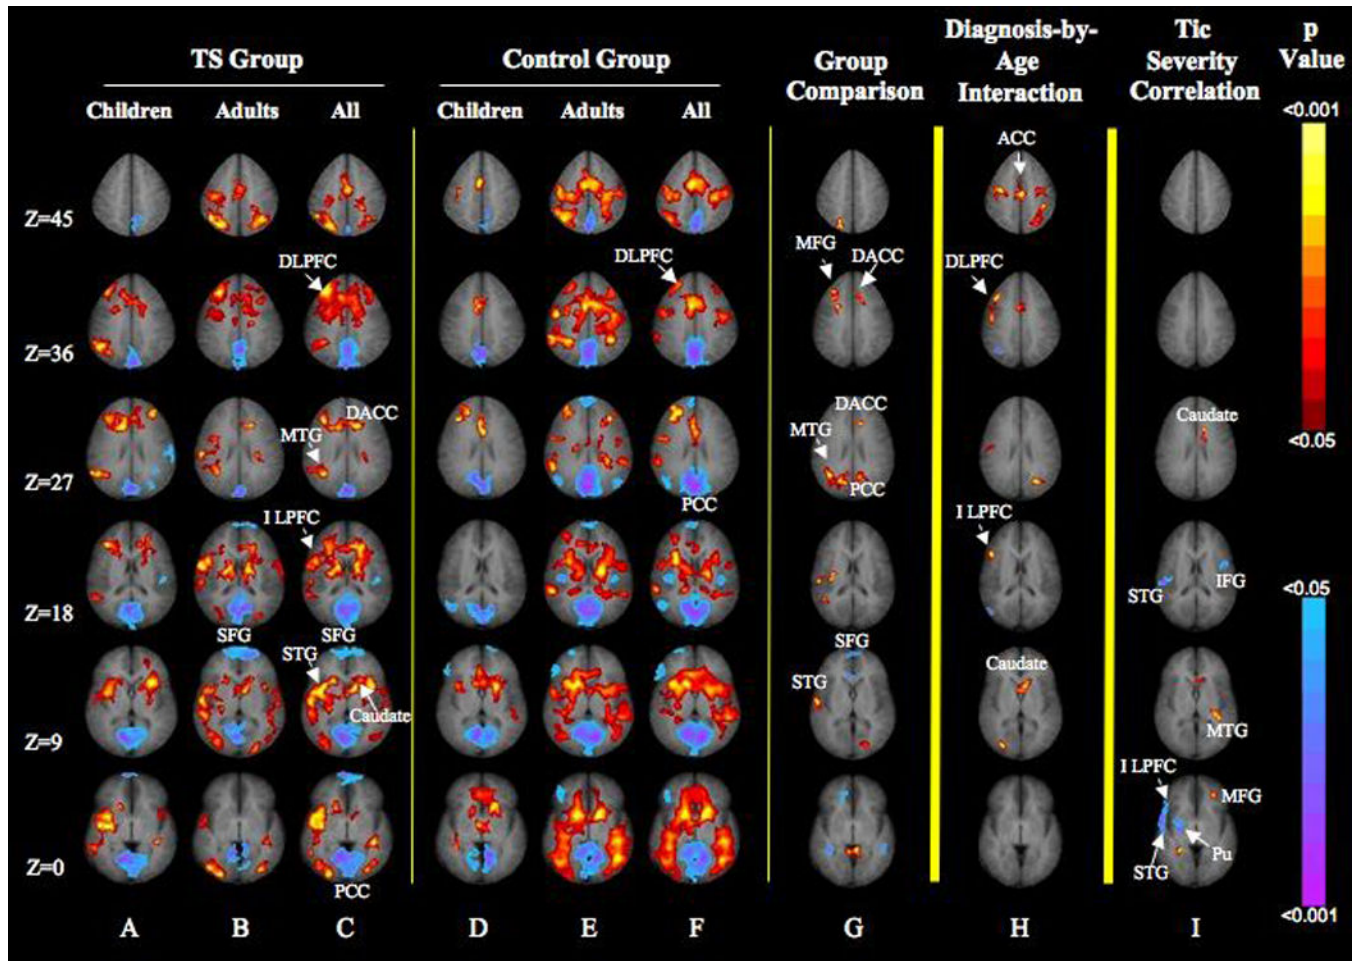 TS Group
Control Group
Group
Comparison
Diagnosis-by-
Age
Interaction
Tic
Severity
Correlation
p
Value
Children
Adults
All
Children
Adults
All
<0.001
ACC
Z=45
DLPFC
DLPFC
MFG
DACC
DLPFC
Z=36
<0.05
DACC
MTG
DACC
MTG
Caudate
Z=27
PCC
PCC
I LPFC
I LPFC
<0.05
STG
IFG
Z=18
SFG
SFG
SFG
STG
STG
Caudate
Caudate
MTG
Z=9
I LPFC
MFG
Pu
Z=0
STG
PCC
<0.001
A
B
C
D
E
F
G
H
I